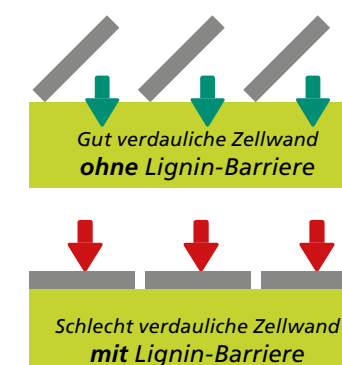 Gut verdauliche Zellwand
ohne Lignin-Barriere
Schlecht verdauliche Zellwand
mit Lignin-Barriere